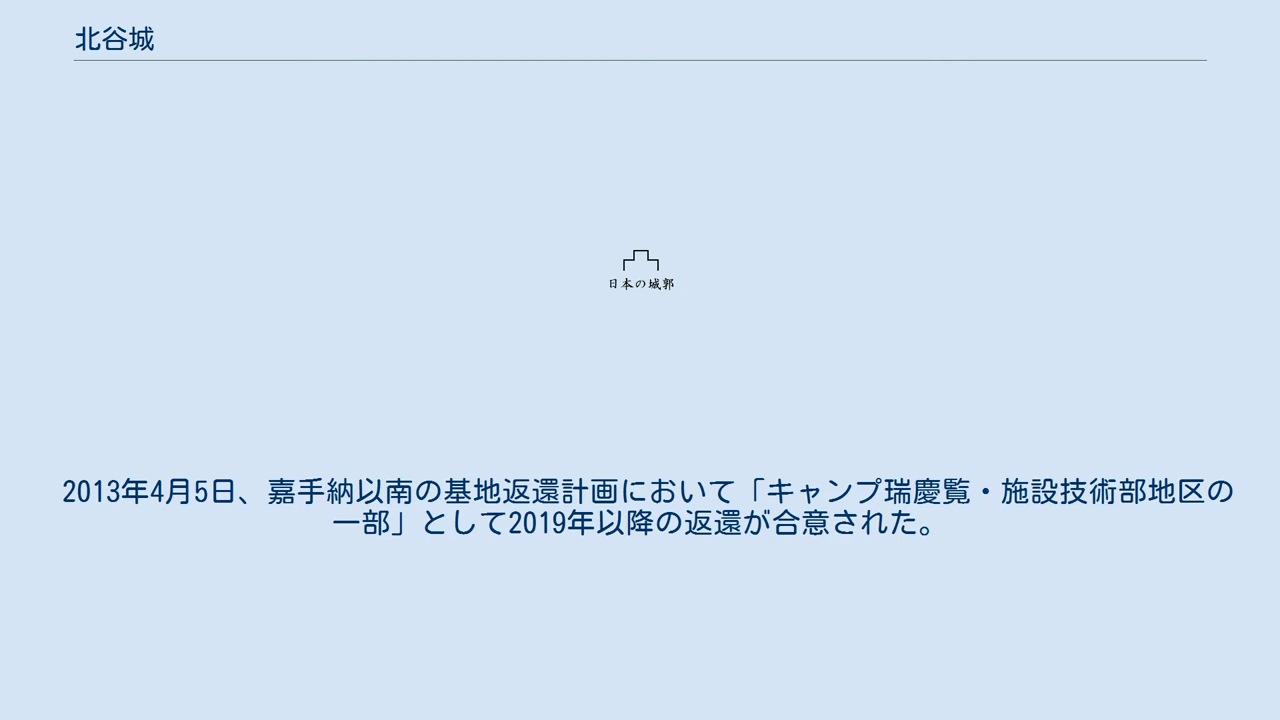 北谷城
日本の城郭
2013年4月5日、嘉手納以南の基地返還計画において「キャンプ瑞慶覧・施設技術部地区の
一部」として2019年以降の返還が合意された。